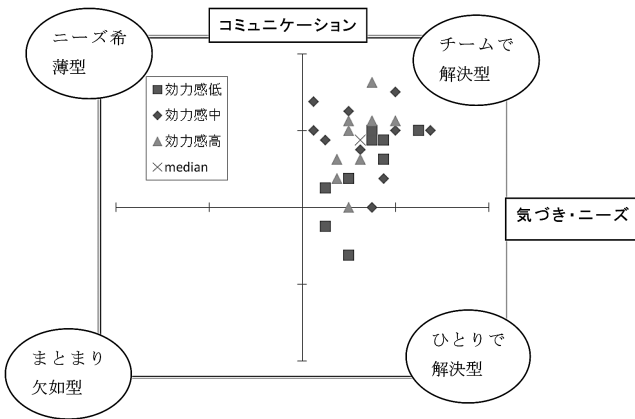 コミュニケーション
ニーズ希
薄型
チームで
解決型
効力感低
効力感中
効力感高
median
気づき・ニーズ
まとまり
欠如型
ひとりで
解決型